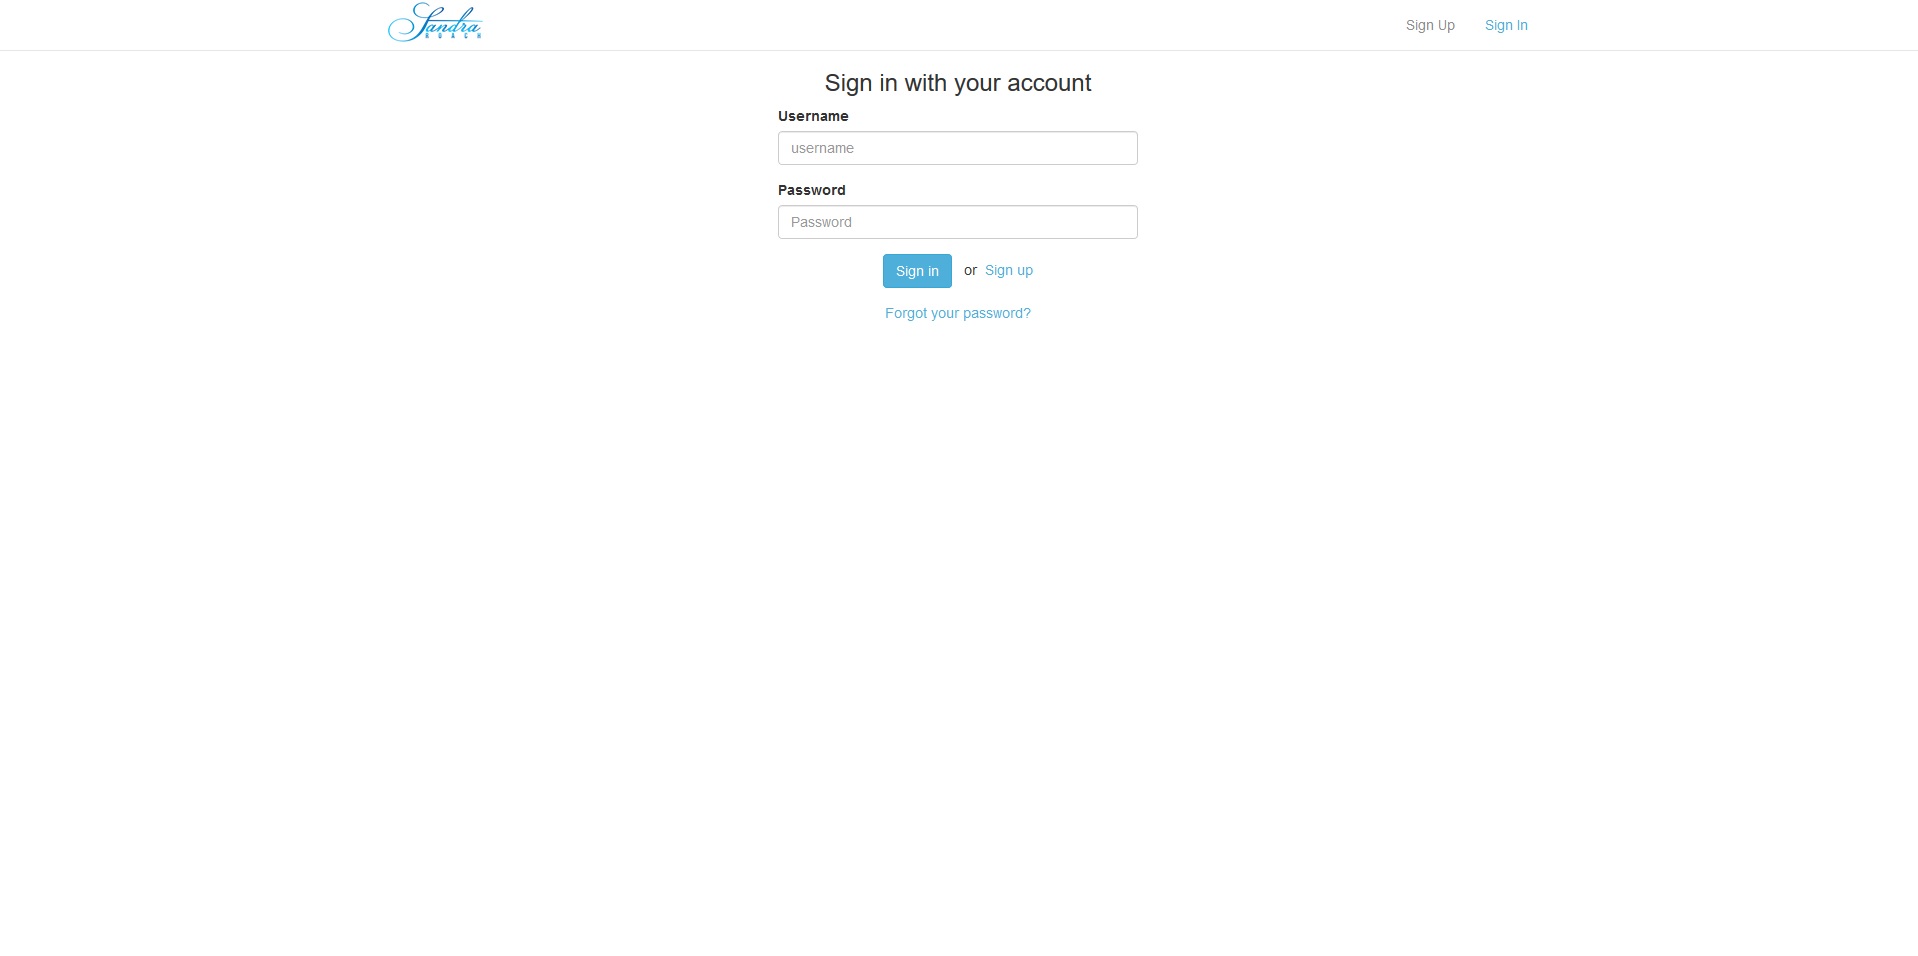 Sandra
Sign Up
Sign In
Sign in with your account
Username
username
Password
Password
Sign in or Sign up
Forgot your password?